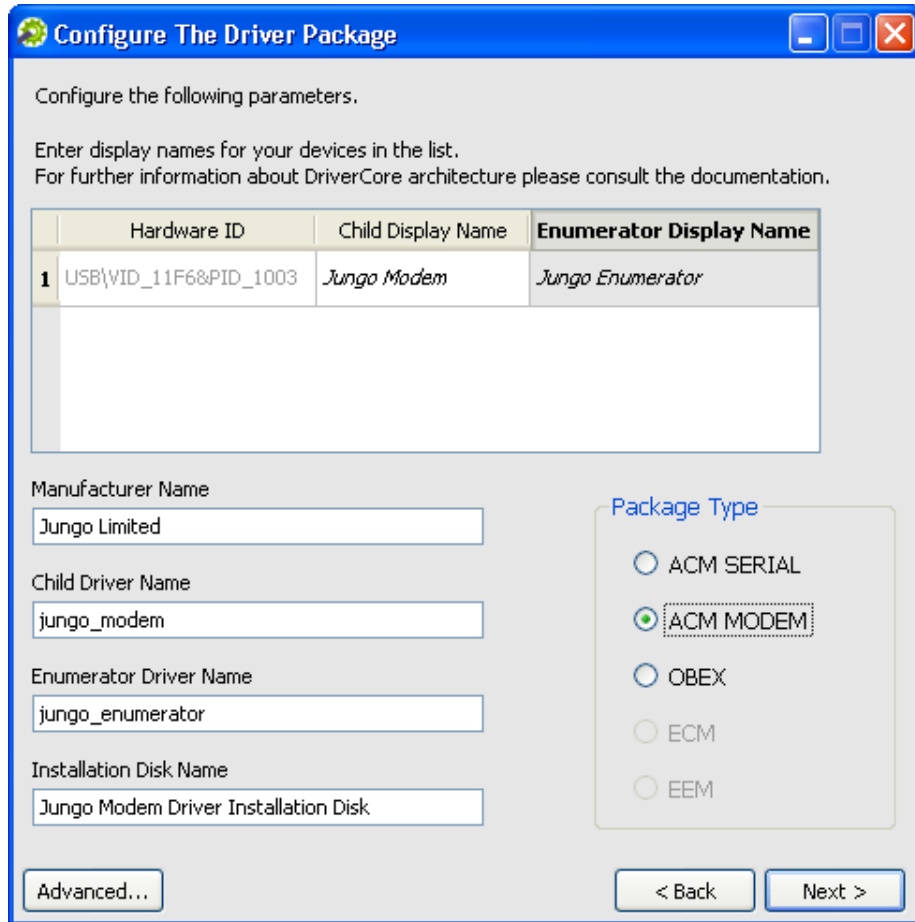 Configure The Driver Package
Configure the following parameters.
Enter display names for your devices in the list.
For further information about DriverCore architecture please consult the documentation.
Hardware ID Child Display Name Enumerator Display Name
1 USB\VID_11F6&PID_1003 Jungo Modem Jungo Enumerator
Manufacturer Name
Jungo Limited
Child Driver Name
jungo_modem
Enumerator Driver Name
jungo_enumerator
Installation Disk Name
Jungo Modem Driver Installation Disk
Package Type
ACM SERIAL
ACM MODEM
OBEX
ECM
EEM
Advanced...
< Back
Next >